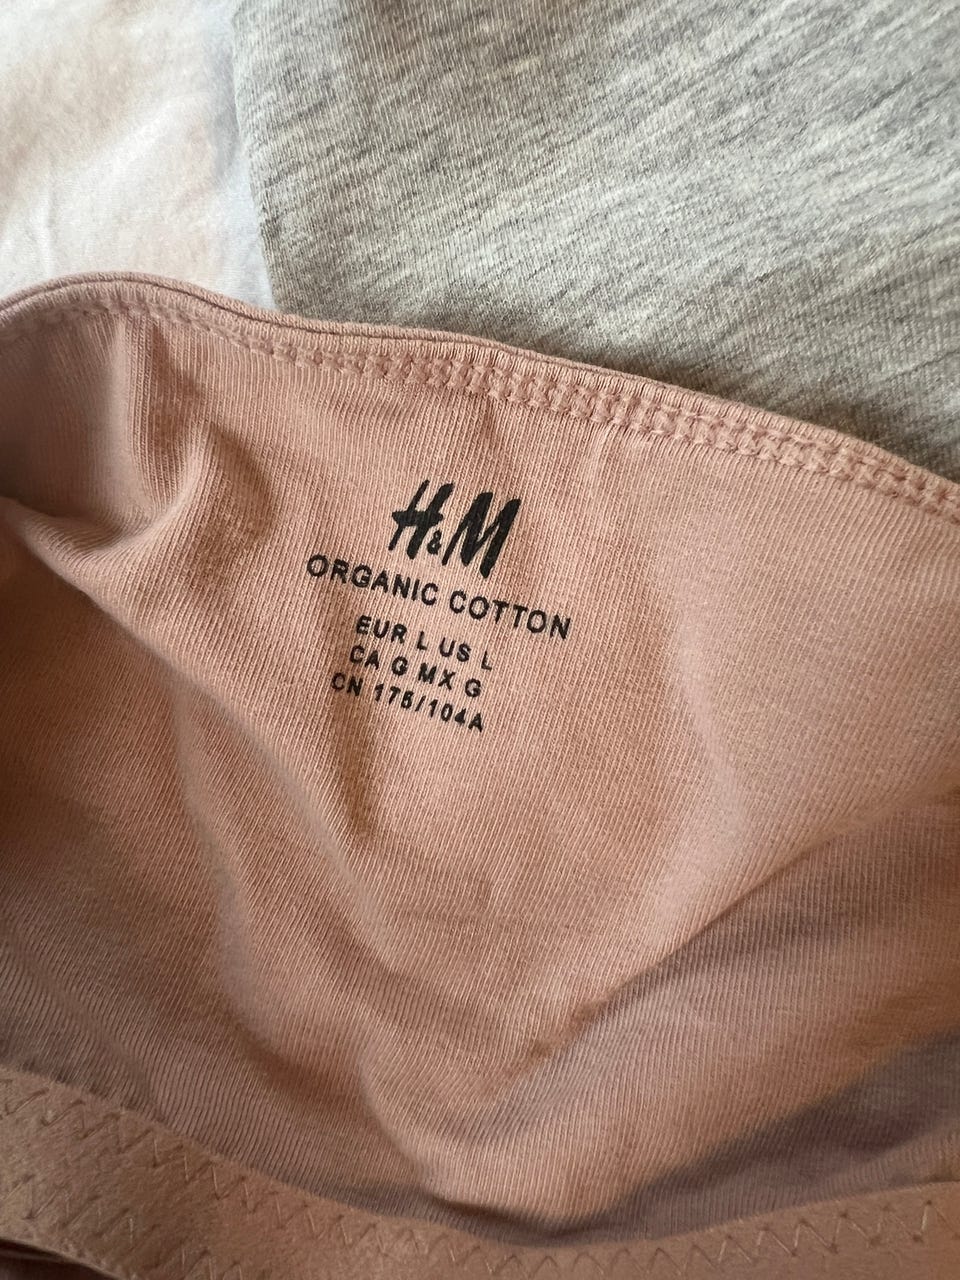 H&M
ORGANIC COTTON
EUR L US L
CA G MX G
CN 175/104A